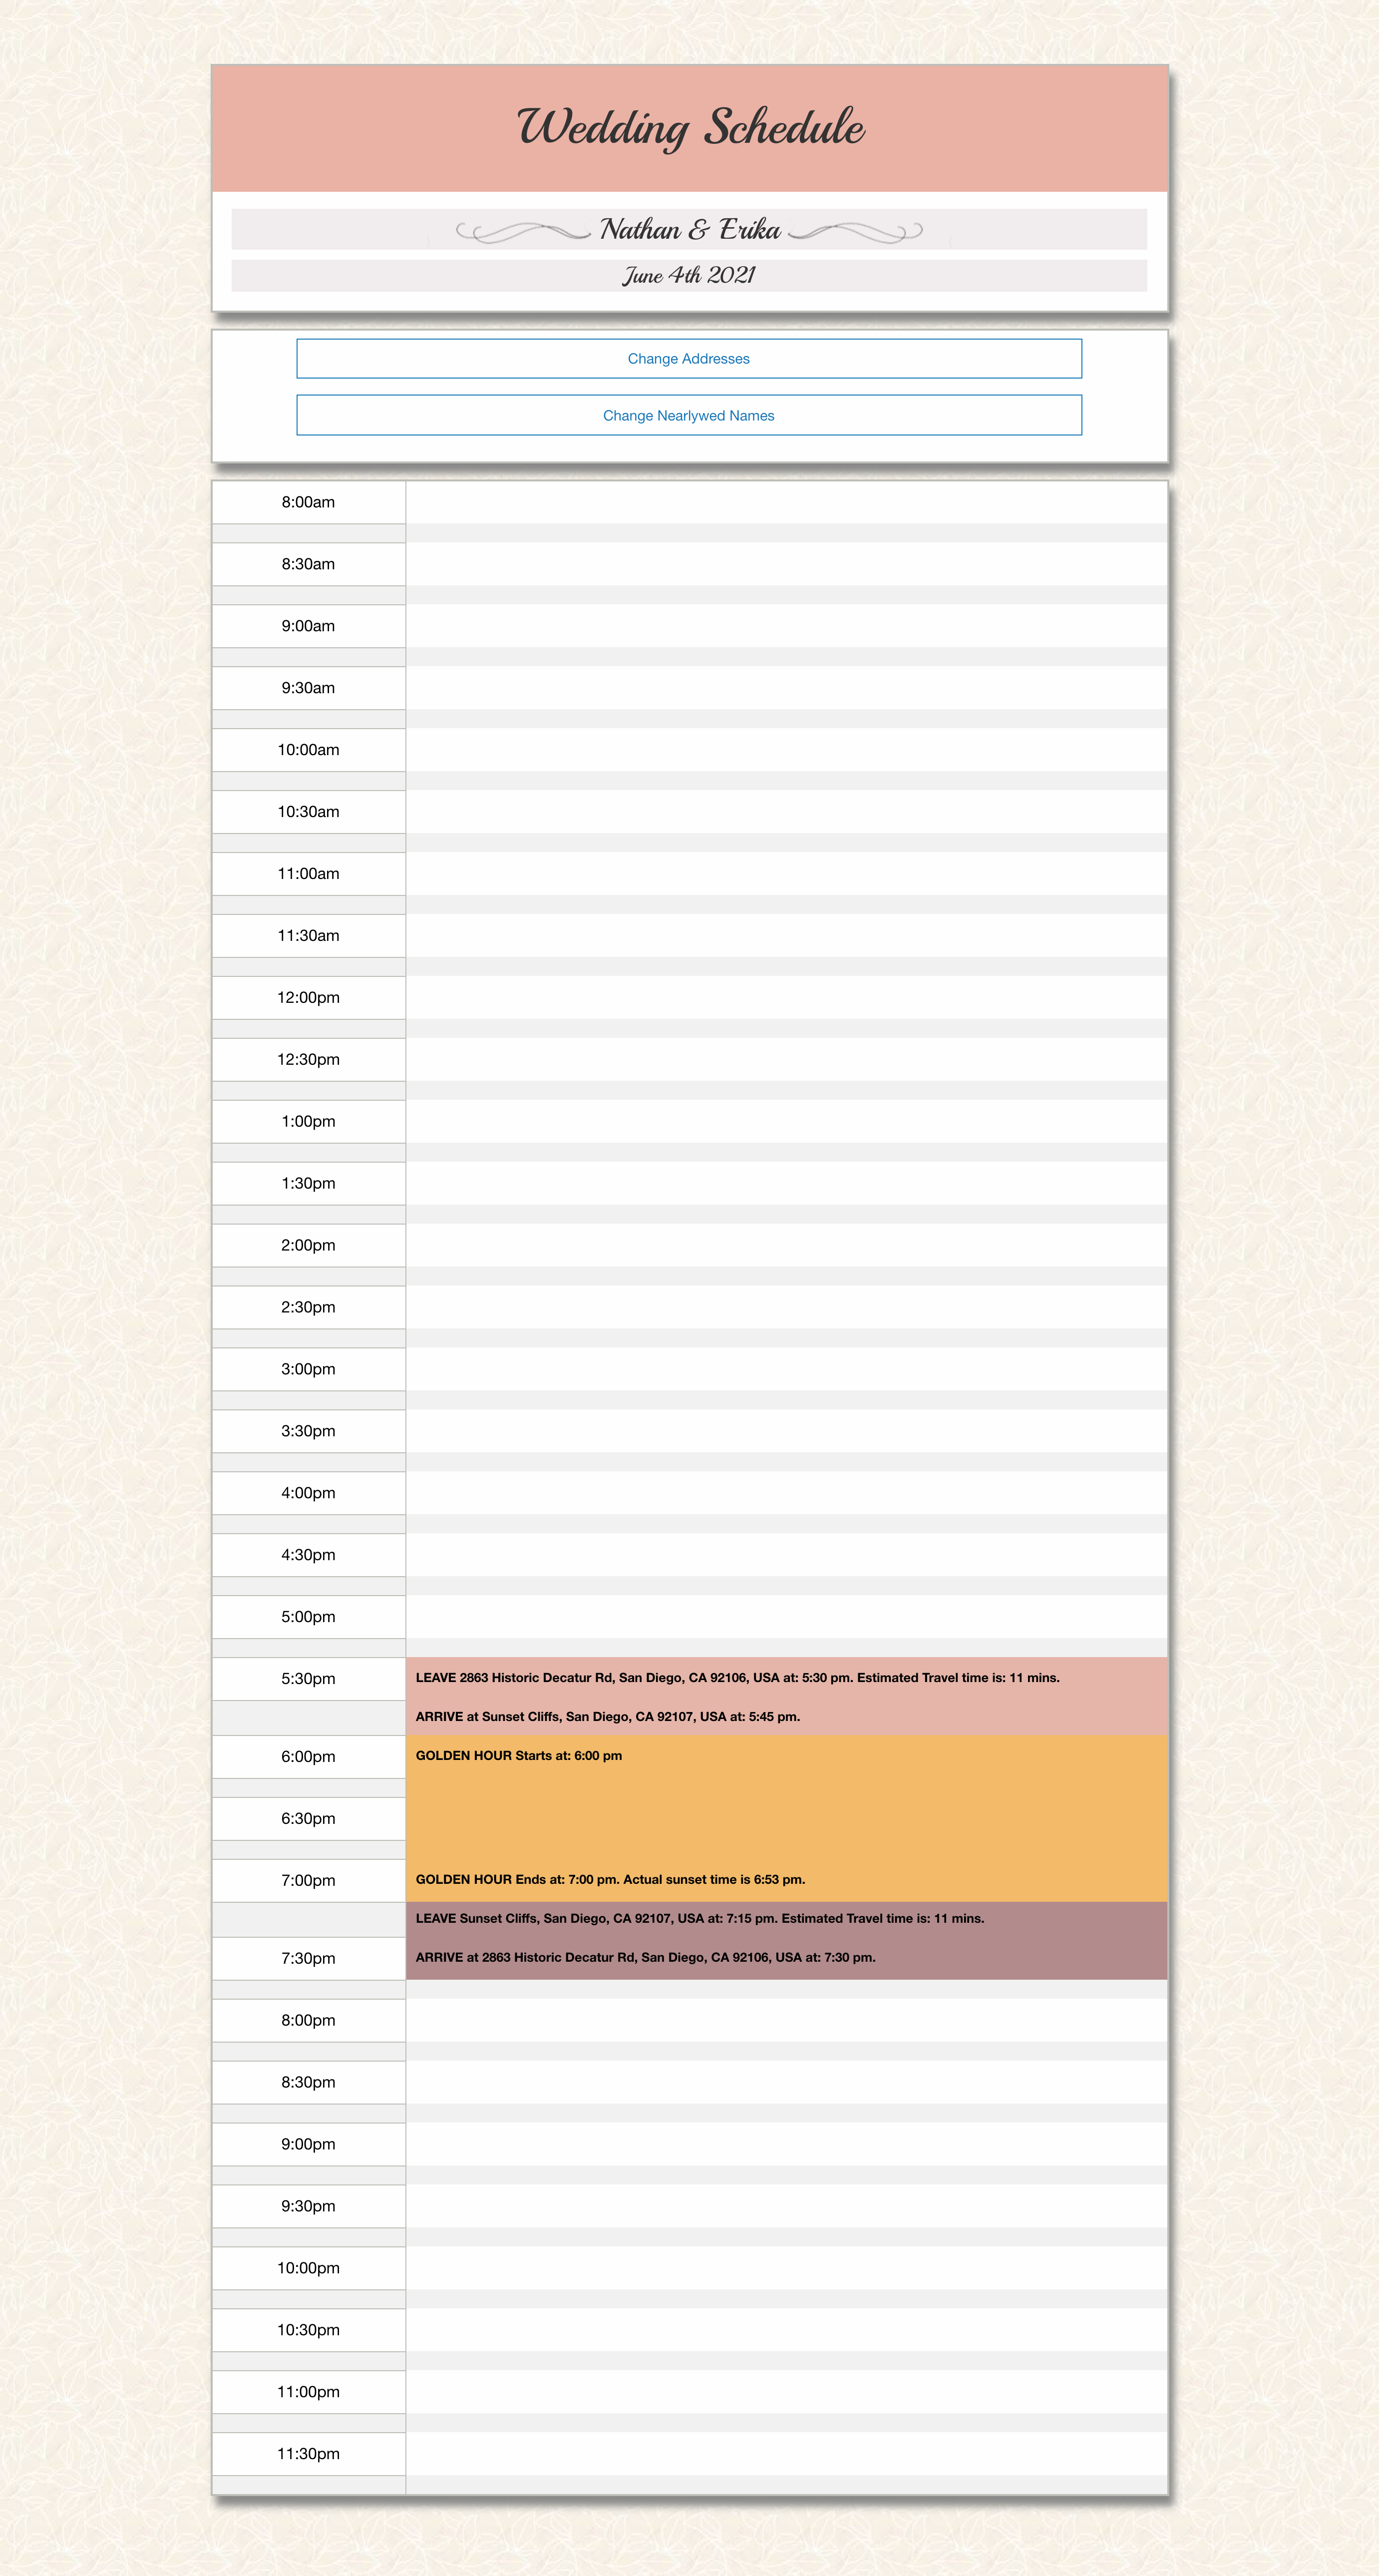 Wedding Schedule
Nathan & Erika
June 4th 2021
Change Addresses
Change Nearlywed Names
8:00am
8:30am
9:00am
9:30am
10:00am
10:30am
11:00am
11:30am
12:00pm
12:30pm
1:00pm
1:30pm
2:00pm
2:30pm
3:00pm
3:30pm
4:00pm
4:30pm
5:00pm
5:30pm LEAVE 2863 Historic Decatur Rd, San Diego, CA 92106, USA at: 5:30 pm. Estimated Travel time is: 11 mins.
ARRIVE at Sunset Cliffs, San Diego, CA 92107, USA at: 5:45 pm.
6:00pm GOLDEN HOUR Starts at: 6:00 pm
6:30pm
7:00pm GOLDEN HOUR Ends at: 7:00 pm. Actual sunset time is 6:53 pm.
LEAVE Sunset Cliffs, San Diego, CA 92107, USA at: 7:15 pm. Estimated Travel time is: 11 mins.
7:30pm ARRIVE at 2863 Historic Decatur Rd, San Diego, CA 92106, USA at: 7:30 pm.
8:00pm
8:30pm
9:00pm
9:30pm
10:00pm
10:30pm
11:00pm
11:30pm